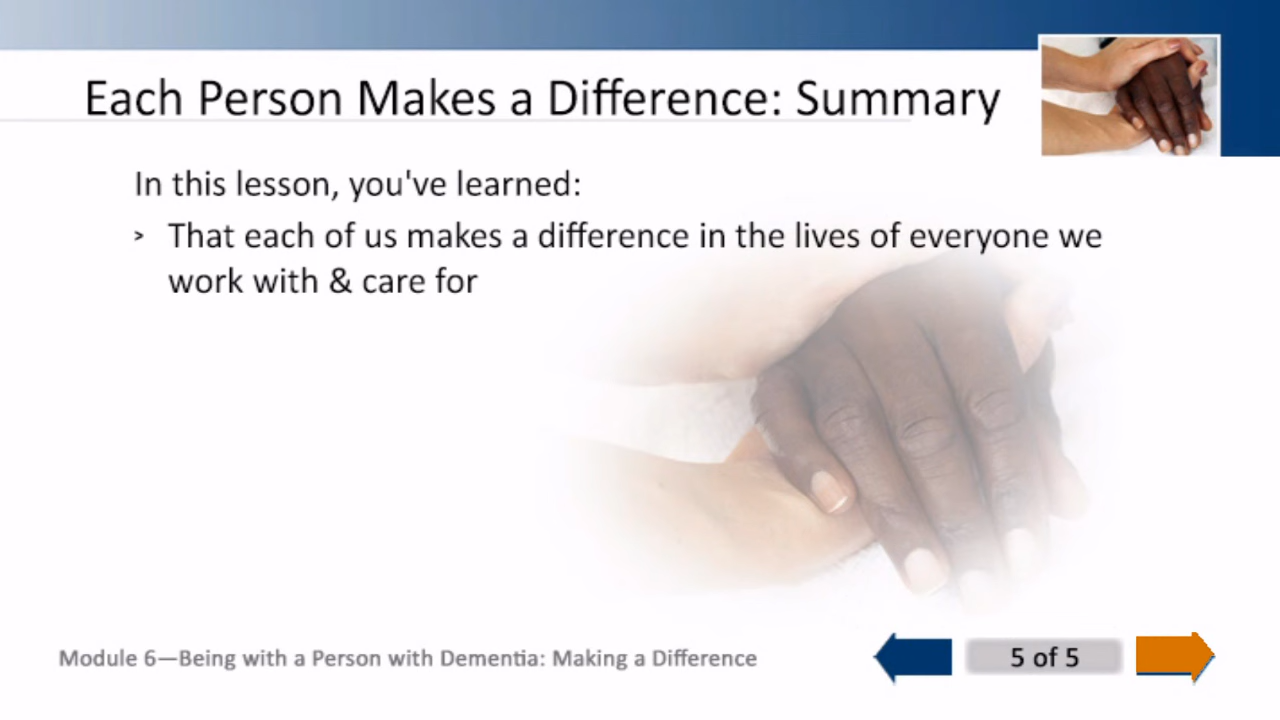 Each Person Makes a Difference: Summary
In this lesson, you've learned:
> That each of us makes a difference in the lives of everyone we
work with & care for
Module 6—Being with a Person with Dementia: Making a Difference
5 of 5